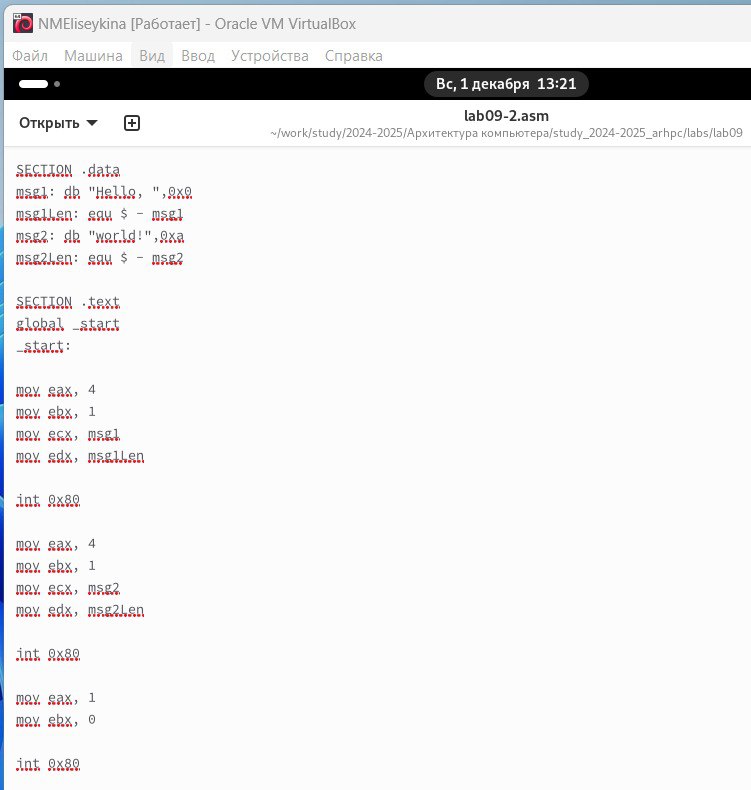 NMEliseykina [Работает] - Oracle VM VirtualBox
Файл Машина Вид Ввод Устройства Справка
Вс, 1 декабря 13:21
Открыть
lab09-2.asm
~/work/study/2024-2025/Архитектура компьютера/study_2024-2025_arhpc/labs/lab09
SECTION .data
msg1: db "Hello, ",0x0
msg1Len: equ $ - msg1
msg2: db "world!",0xa
msg2Len: equ $ - msg2
SECTION .text
global _start
_start:
mov eax, 4
mov ebx, 1
mov ecx, msg1
mov edx, msg1Len
int 0x80
mov eax, 4
mov ebx, 1
mov ecx, msg2
mov edx, msg2Len
int 0x80
mov eax, 1
mov ebx, 0
int 0x80